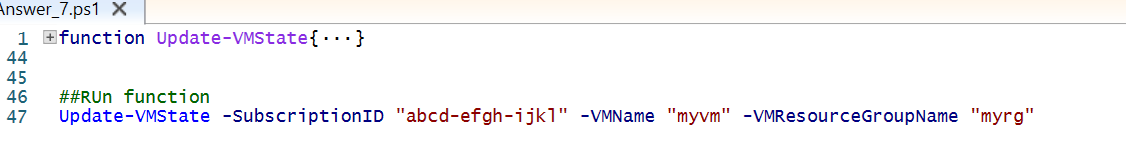 Answer_7.ps1 X
1 function Update-VMState{...}
44
45
46 ##RUn function
47 Update-VMState -SubscriptionID "abcd-efgh-ijkl" -VMName "myvm" -VMResourceGroupName "myrg"